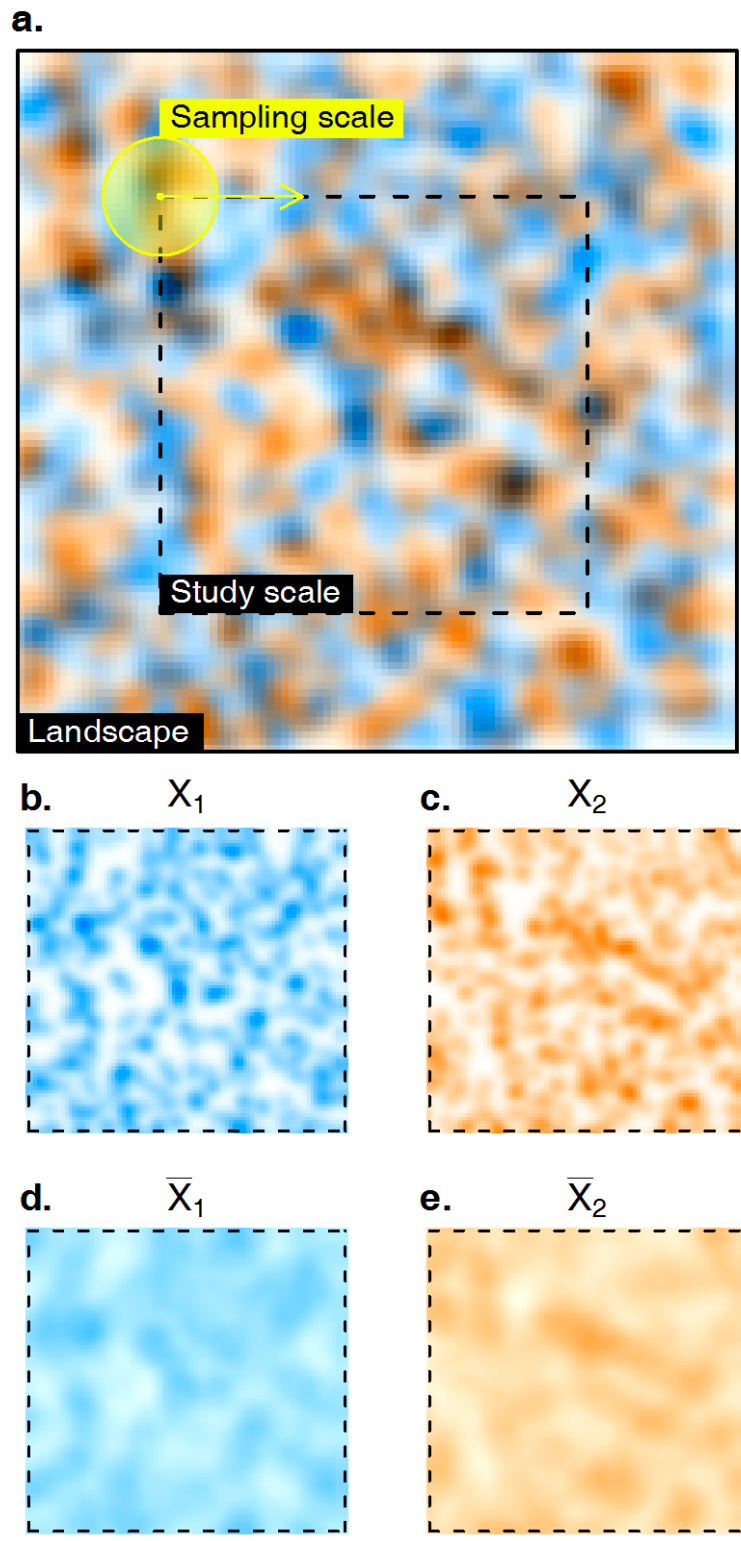 a.
Sampling scale
Study scale
Landscape
b. X₁ c. X₂
d. X̅₁ e. X̅₂